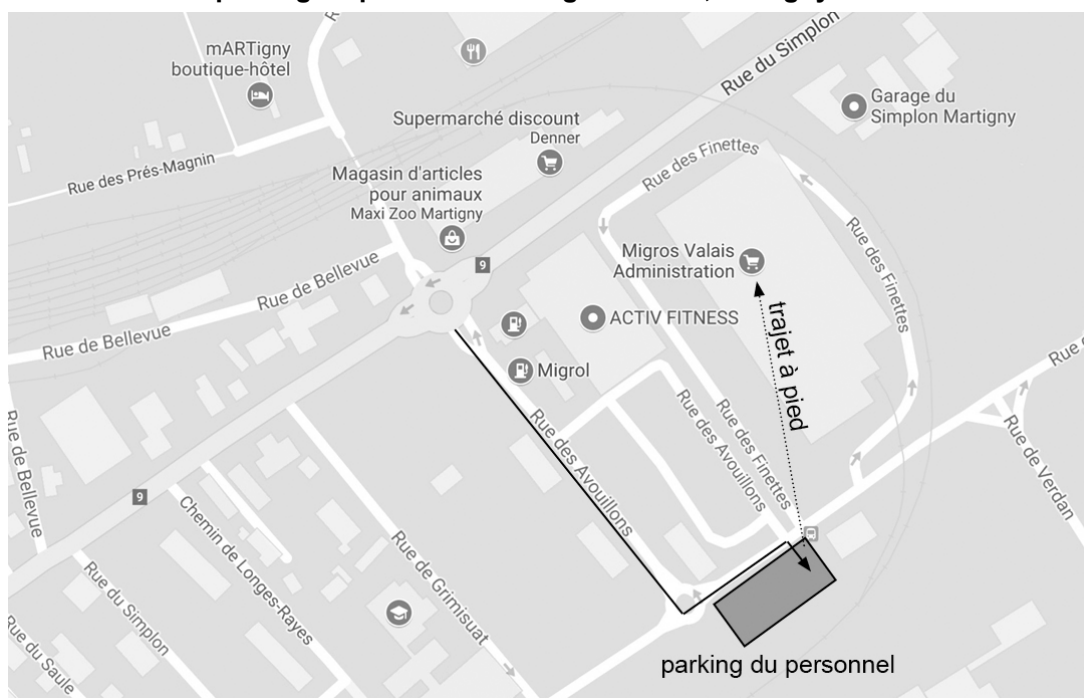 mARTigny
boutique-hôtel
Rue du Simplon
Garage du
Simplon Martigny
Supermarché discount
Denner
Rue des Prés-Magnin
Rue des Finettes
Magasin d'articles
pour animaux
Maxi Zoo Martigny
Rue de Bellevue
9
Migros Valais
Administration
Rue des Finettes
ACTIV FITNESS
trajet à pied
Rue de Bellevue
Migrol
Rue des Avouillons
Rue des Avouillons
Rue des Finettes
Rue de Verdan
Rue de Bellevue
9
Chemin de Longes-Rayes
Rue de Grimisuat
Rue du Simplon
Rue du Saule
parking du personnel